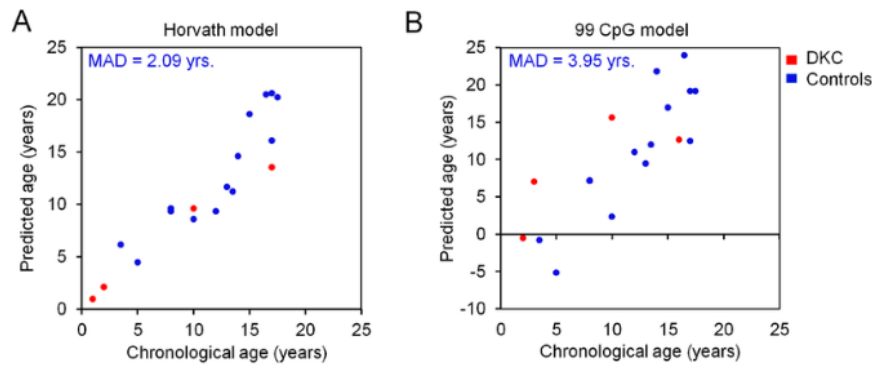 A
Horvath model
MAD = 2.09 yrs.
Predicted age (years)
25
20
15
10
5
0
0 5 10 15 20 25
Chronological age (years)
B
99 CpG model
MAD = 3.95 yrs.
Predicted age (years)
25
20
15
10
5
0
-5
-10
0 5 10 15 20 25
Chronological age (years)
DKC
Controls